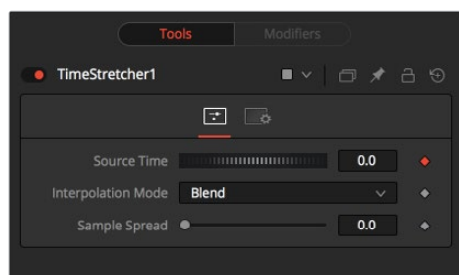 Tools Modifiers
TimeStretcher1
Source Time 0.0
Interpolation Mode Blend
Sample Spread 0.0